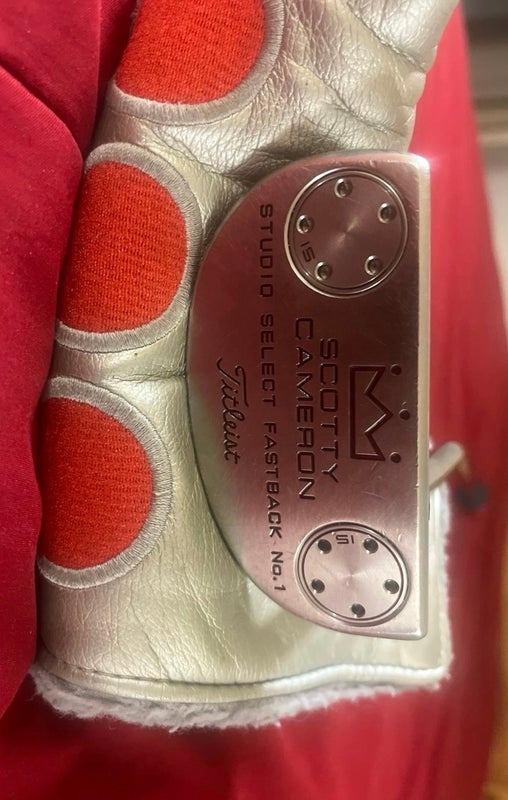 SCOTTY
CAMERON
STUDIO SELECT FASTBACK No.1
Titleist
15
15